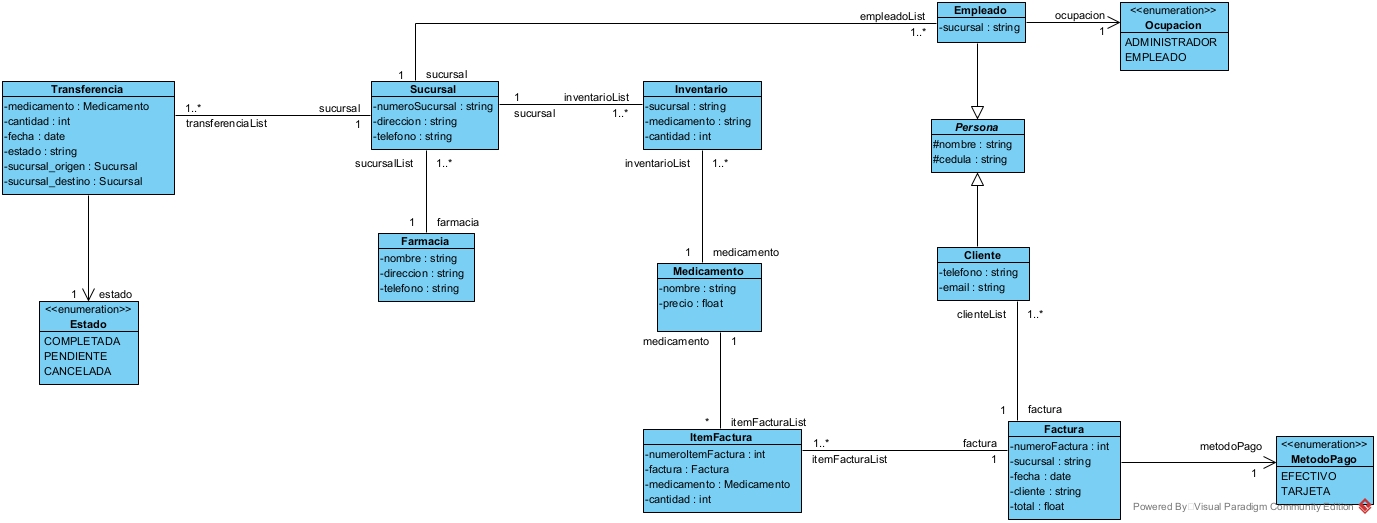 Empleado
-sucursal : string
empleadoList
1..*
ocupacion
1
<<enumeration>>
Ocupacion
ADMINISTRADOR
EMPLEADO
1
sucursal
Transferencia
-medicamento : Medicamento
-cantidad : int
-fecha : date
-estado : string
-sucursal_origen : Sucursal
-sucursal_destino : Sucursal
1..*
transferenciaList
sucursal
1
Sucursal
-numeroSucursal : string
-direccion : string
-telefono : string
1
sucursal
inventarioList
1..*
Inventario
-sucursal : string
-medicamento : string
-cantidad : int
Persona
#nombre : string
#cedula : string
sucursalList
1..*
inventarioList
1..*
1
farmacia
Farmacia
-nombre : string
-direccion : string
-telefono : string
1
medicamento
Medicamento
-nombre : string
-precio : float
Cliente
-telefono : string
-email : string
1
estado
<<enumeration>>
Estado
COMPLETADA
PENDIENTE
CANCELADA
clienteList
1..*
medicamento
1
*
itemFacturaList
1
factura
ItemFactura
-numeroItemFactura : int
-factura : Factura
-medicamento : Medicamento
-cantidad : int
1..*
itemFacturaList
factura
1
Factura
-numeroFactura : int
-sucursal : string
-fecha : date
-cliente : string
-total : float
metodoPago
1
<<enumeration>>
MetodoPago
EFECTIVO
TARJETA
Powered By Visual Paradigm Community Edition